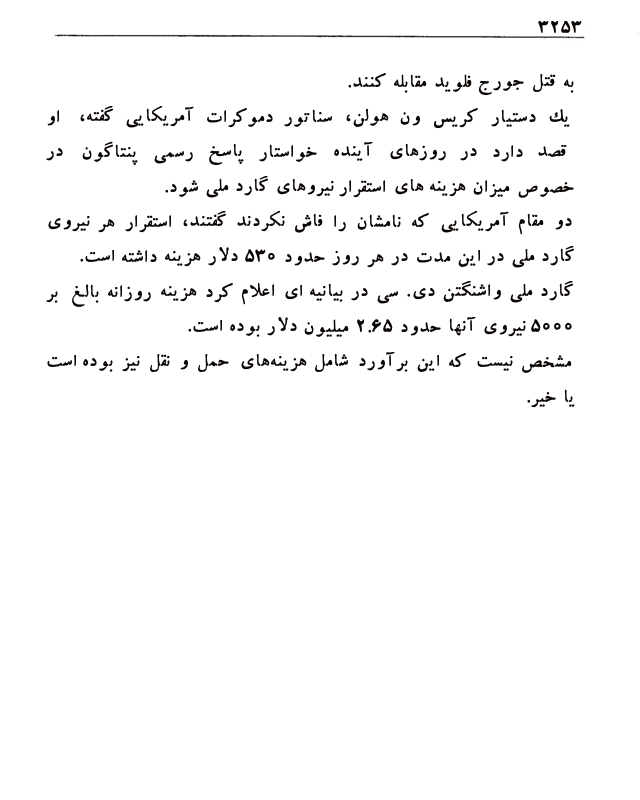 ۳۲۵۳
به قتل جورج فلوید مقابله کنند.
یك دستیار کریس ون هولن، سناتور دموکرات آمریکایی گفته، او
قصد دارد در روزهای آینده خواستار پاسخ رسمی پنتاگون در
خصوص میزان هزینه های استقرار نیروهای گارد ملی شود.
دو مقام آمریکایی که نامشان را فاش نکردند گفتند، استقرار هر نیروی
گارد ملی در این مدت در هر روز حدود ۵۳۰ دلار هزینه داشته است.
گارد ملی واشنگتن دی. سی در بیانیه ای اعلام کرد هزینه روزانه بالغ بر
۵۰۰۰ نیروی آنها حدود ۲.۶۵ میلیون دلار بوده است.
مشخص نیست که این برآورد شامل هزینه‌های حمل و نقل نیز بوده است
یا خیر.